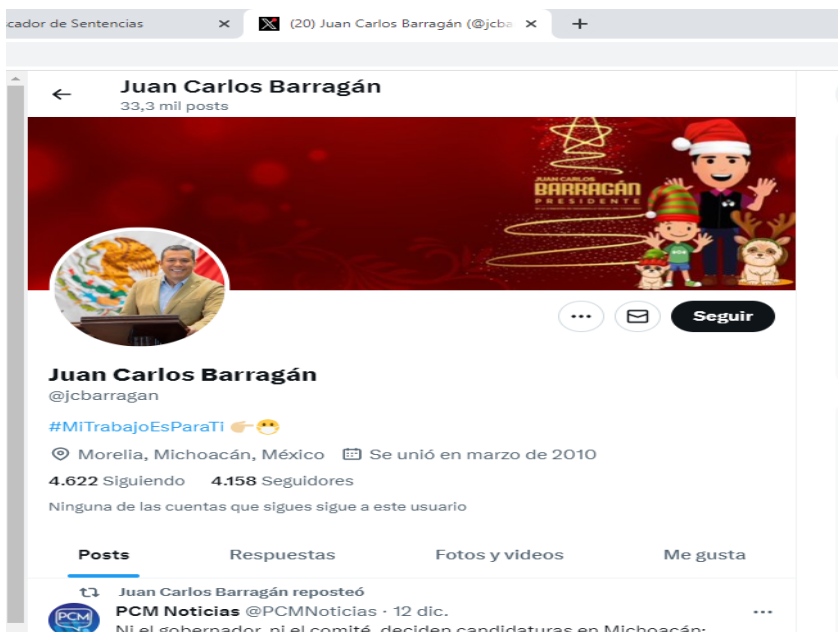 cador de Sentencias
(20) Juan Carlos Barragán (@jcba
Juan Carlos Barragán
33,3 mil posts
JUAN CARLOS
BARRAGÁN
PRESIDENTE
Seguir
Juan Carlos Barragán
@jcbarragan
#MiTrabajoEsParaTi
Morelia, Michoacán, México Se unió en marzo de 2010
4.622 Siguiendo 4.158 Seguidores
Ninguna de las cuentas que sigues sigue a este usuario
Posts Respuestas Fotos y videos Me gusta
Juan Carlos Barragán reposteó
PCM
PCM Noticias @PCMNoticias · 12 dic.
Ni el gobernador, ni el comité, deciden candidaturas en Michoacán: